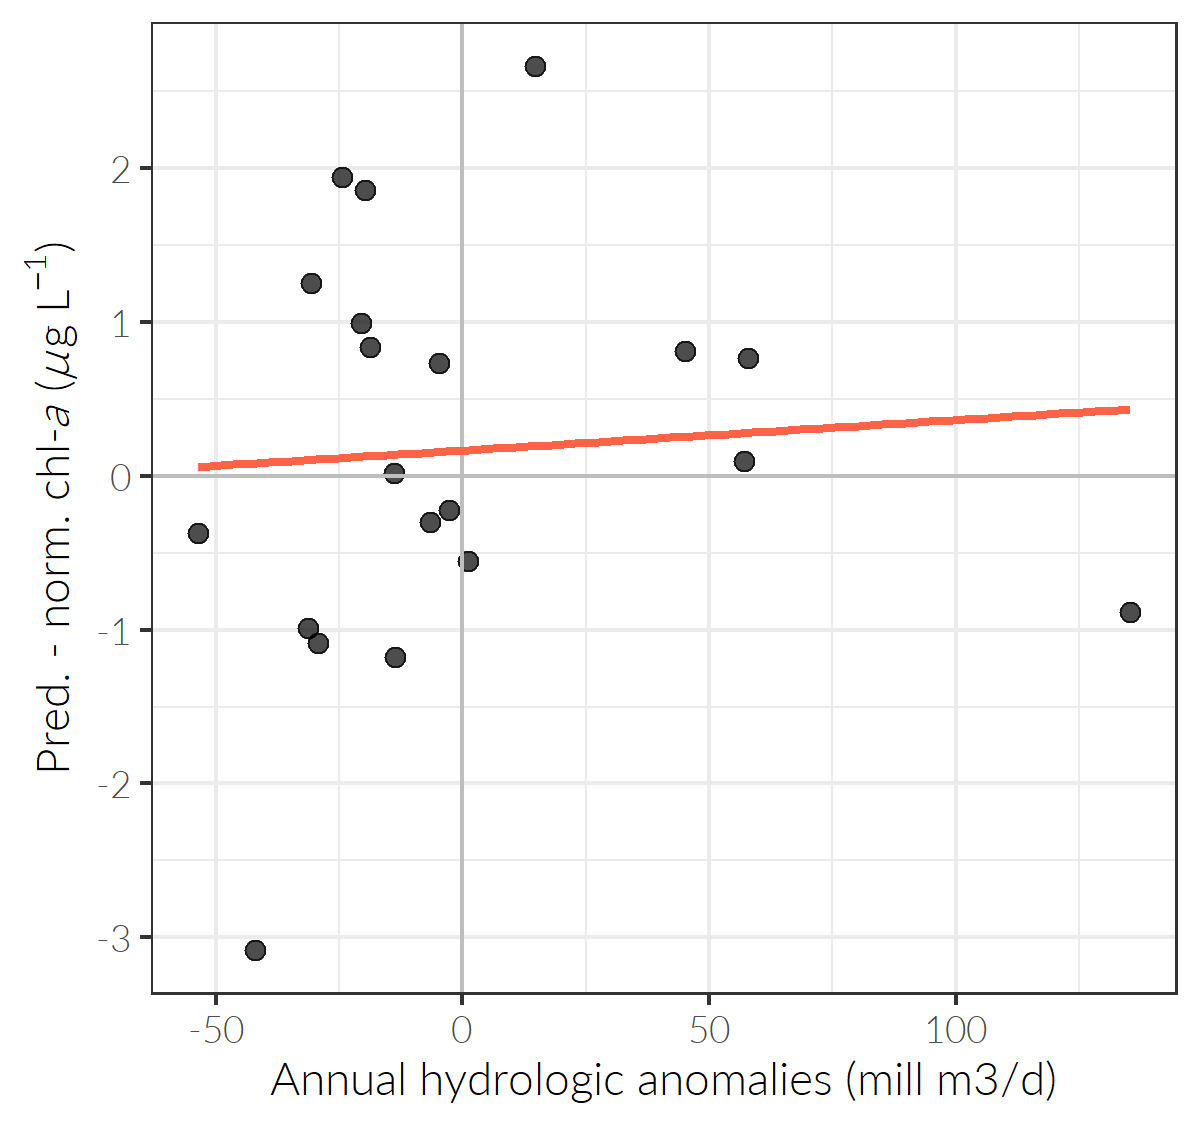 Pred. - norm. chl-a (μg L⁻¹)
2
1
0
-1
-2
-3
-50 0 50 100
Annual hydrologic anomalies (mill m3/d)